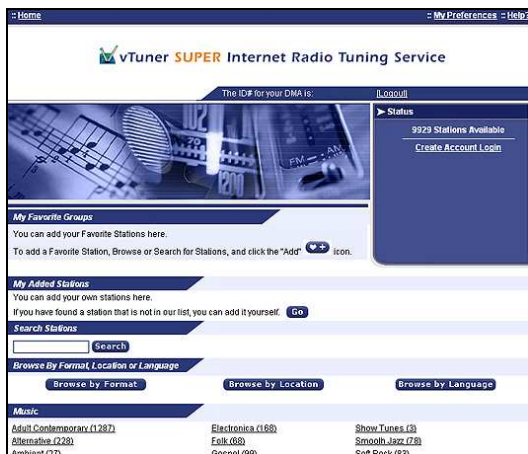 :: Home :: My Preferences :: Help?
vTuner SUPER Internet Radio Tuning Service
The ID# for your DMA is: [Logout]
Status
9929 Stations Available
Create Account Login
My Favorite Groups
You can add your Favorite Stations here.
To add a Favorite Station, Browse or Search for Stations, and click the "Add" icon.
My Added Stations
You can add your own stations here.
If you have found a station that is not in our list, you can add it yourself. Go
Search Stations
Search
Browse By Format, Location or Language
Browse by Format Browse by Location Browse by Language
Music
Adult Contemporary (1287) Electronica (168) Show Tunes (3)
Alternative (228) Folk (68) Smooth Jazz (78)
Ambient (27) Gospel (99) Soft Rock (83)